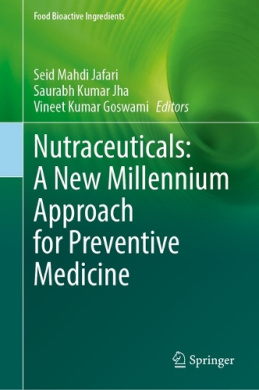 Food Bioactive Ingredients
Seid Mahdi Jafari
Saurabh Kumar Jha
Vineet Kumar Goswami Editors
Nutraceuticals:
A New Millennium
Approach
for Preventive
Medicine
Springer